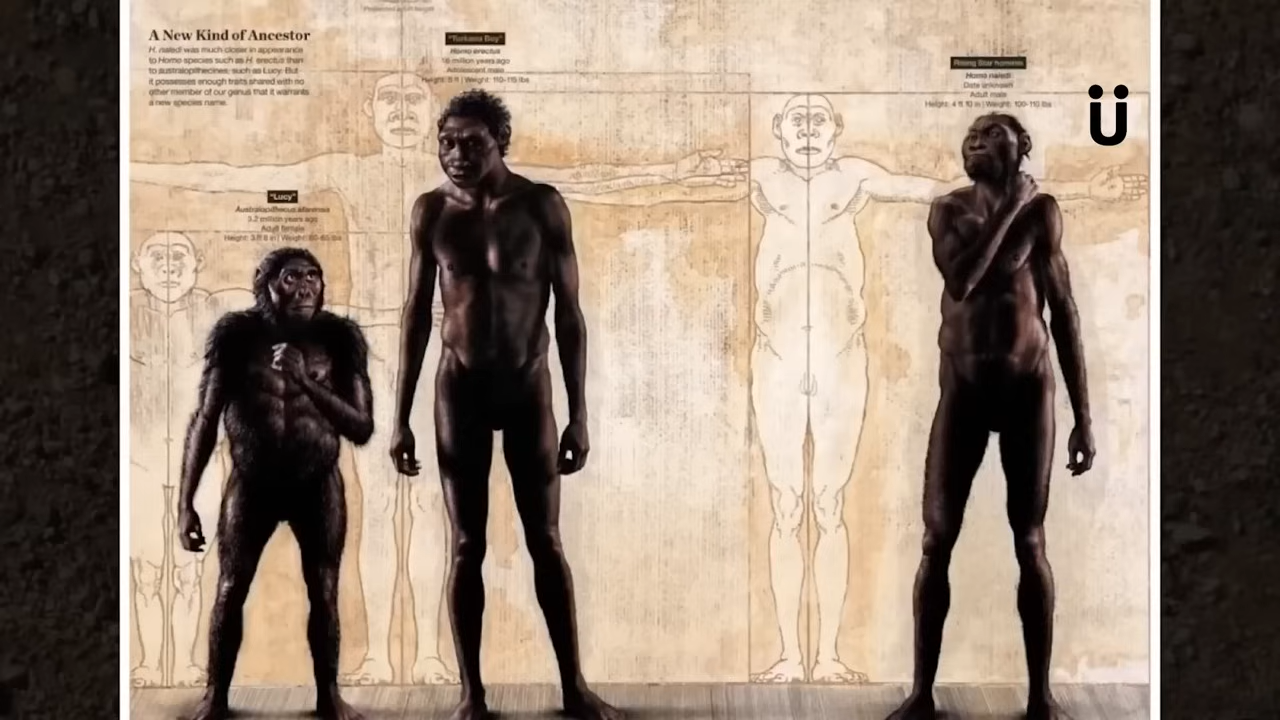 A New Kind of Ancestor
H. naledi was much closer in appearance
to Homo species such as H. erectus than
to australopithecines, such as Lucy. But
it possesses enough traits shared with no
other member of our genus that it warrants
a new species name.
"Lucy"
Australopithecus afarensis
3.2 million years ago
Adult female
Height: 3 ft 8 in | Weight: 60-65 lbs
"Turkana Boy"
Homo erectus
1.6 million years ago
Adolescent male
Height: 5 ft | Weight: 110-115 lbs
Rising Star hominin
Homo naledi
Date unknown
Adult male
Height: 4 ft 10 in | Weight: 100-110 lbs
Ü